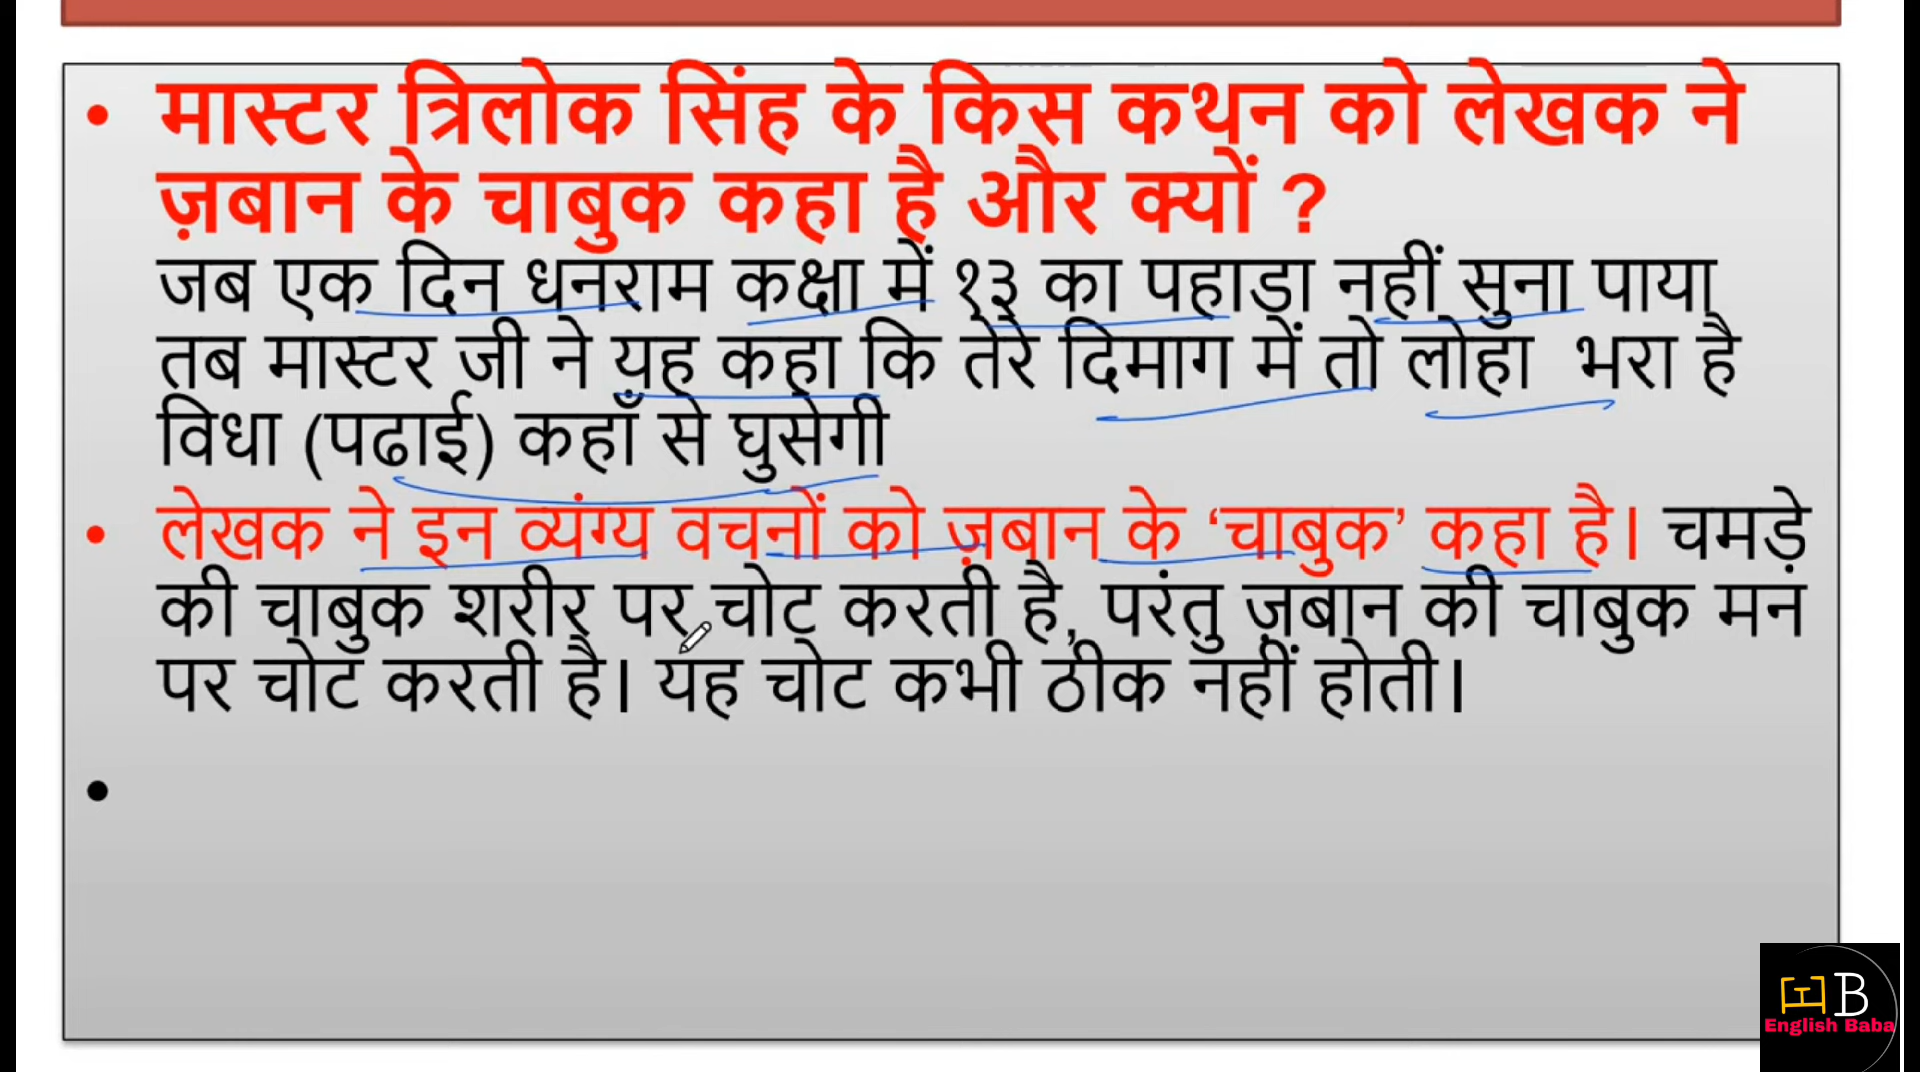 • मास्टर त्रिलोक सिंह के किस कथन को लेखक ने
ज़बान के चाबुक कहा है और क्यों ?
जब एक दिन धनराम कक्षा में १३ का पहाडा नहीं सुना पाया
तब मास्टर जी ने यह कहा कि तेरे दिमाग में तो लोहा भरा है
विधा (पढाई) कहाँ से घुसेगी
• लेखक ने इन व्यंग्य वचनों को ज़बान के ‘चाबुक’ कहा है। चमड़े
की चाबुक शरीर पर चोट करती है, परंतु ज़बान की चाबुक मन
पर चोट करती है। यह चोट कभी ठीक नहीं होती।
•
B
English Baba